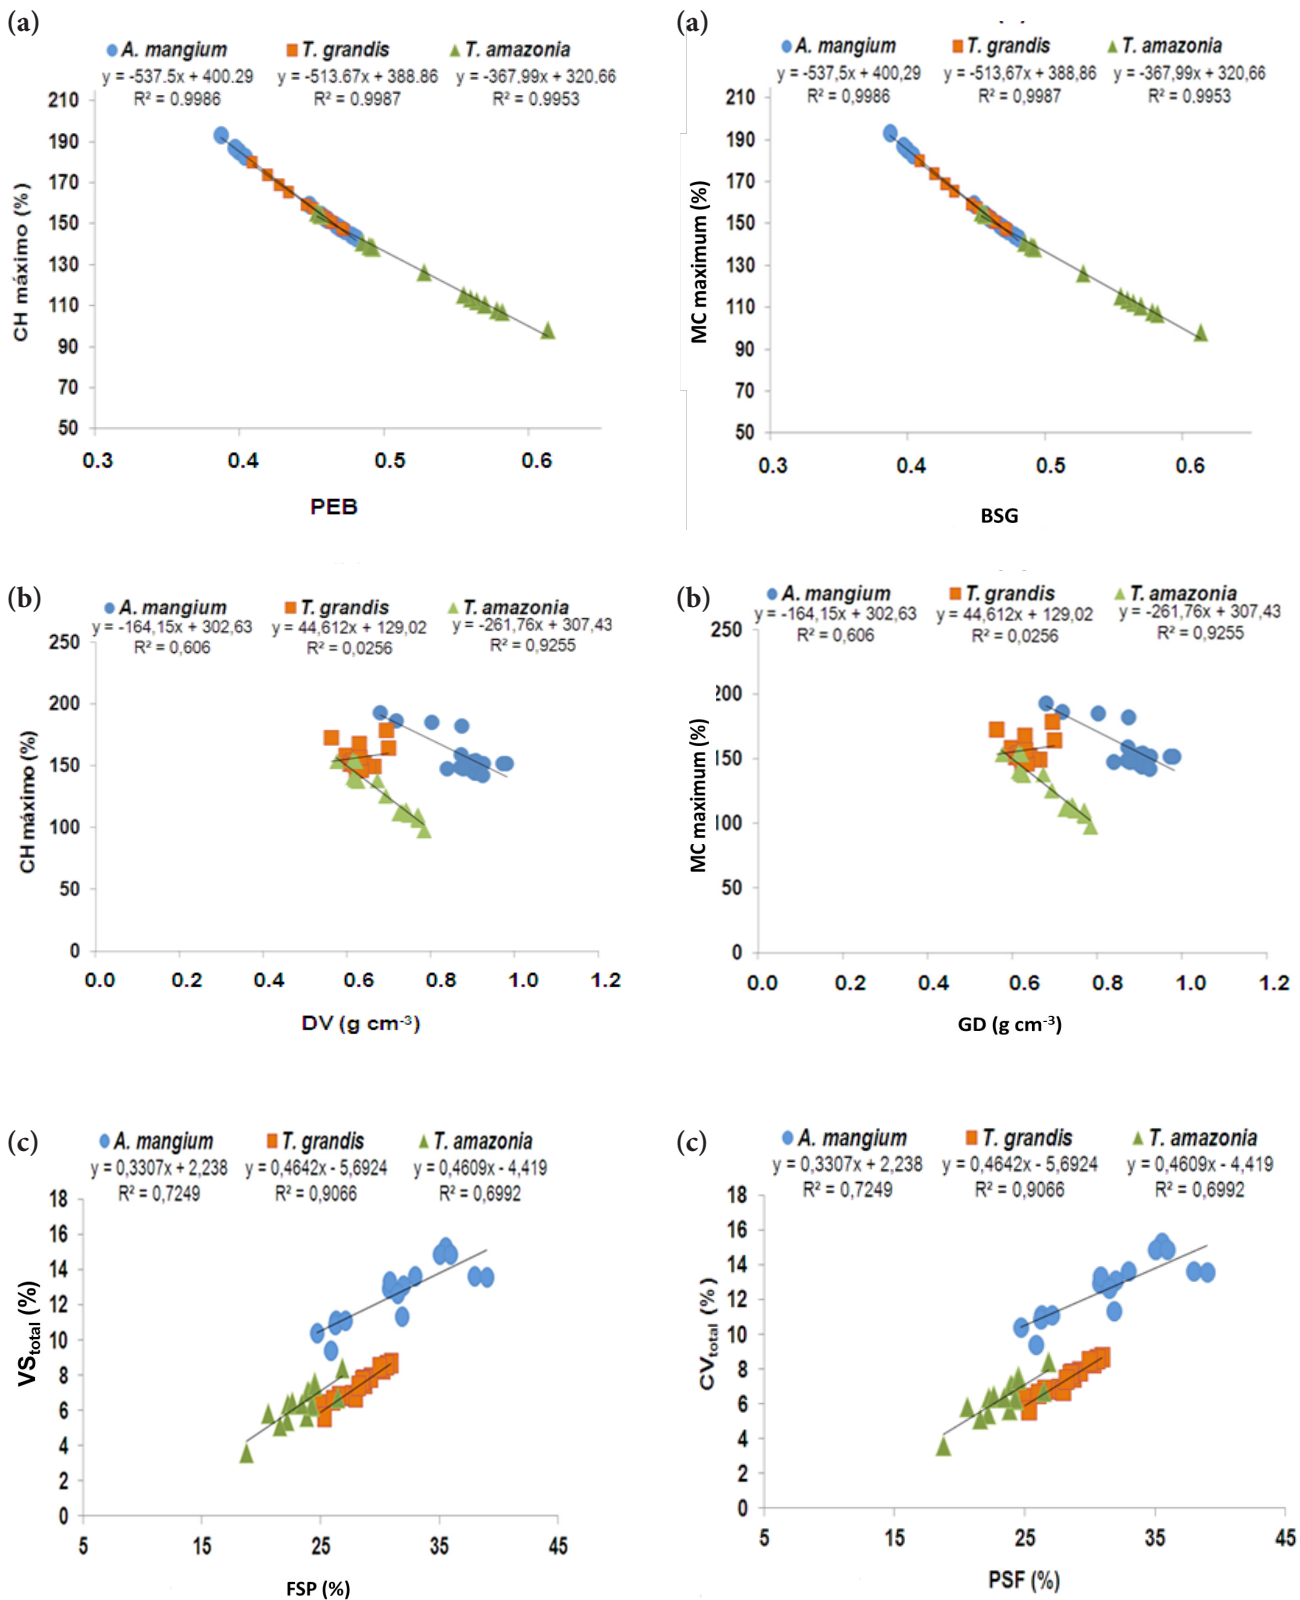 (a)
A. mangium T. grandis T. amazonia
y = -537.5x + 400.29 y = -513.67x + 388.86 y = -367.99x + 320.66
R² = 0.9986 R² = 0.9987 R² = 0.9953
210
190
170
150
130
110
90
70
50
CH máximo (%)
0.3 0.4 0.5 0.6
PEB
(a)
A. mangium T. grandis T. amazonia
y = -537,5x + 400,29 y = -513,67x + 388,86 y = -367,99x + 320,66
R² = 0,9986 R² = 0,9987 R² = 0.9953
210
190
170
150
130
110
90
70
50
MC maximum (%)
0.3 0.4 0.5 0.6
BSG
(b)
A. mangium T. grandis T. amazonia
y = -164,15x + 302,63 y = 44,612x + 129,02 y = -261,76x + 307,43
R² = 0,606 R² = 0,0256 R² = 0,9255
250
200
150
100
50
0
CH máximo (%)
0.0 0.2 0.4 0.6 0.8 1.0 1.2
DV (g cm-3)
(b)
A. mangium T. grandis T. amazonia
y = -164,15x + 302,63 y = 44,612x + 129,02 y = -261,76x + 307,43
R² = 0,606 R² = 0,0256 R² = 0,9255
250
200
150
100
50
0
MC maximum (%)
0.0 0.2 0.4 0.6 0.8 1.0 1.2
GD (g cm-3)
(c)
A. mangium T. grandis T. amazonia
y = 0,3307x + 2,238 y = 0,4642x - 5,6924 y = 0,4609x - 4,419
R² = 0,7249 R² = 0,9066 R² = 0,6992
18
16
14
12
10
8
6
4
2
0
VStotal (%)
5 15 25 35 45
FSP (%)
(c)
A. mangium T. grandis T. amazonia
y = 0,3307x + 2,238 y = 0,4642x - 5,6924 y = 0,4609x - 4,419
R² = 0,7249 R² = 0,9066 R² = 0,6992
18
16
14
12
10
8
6
4
2
0
CVtotal (%)
5 15 25 35 45
PSF (%)